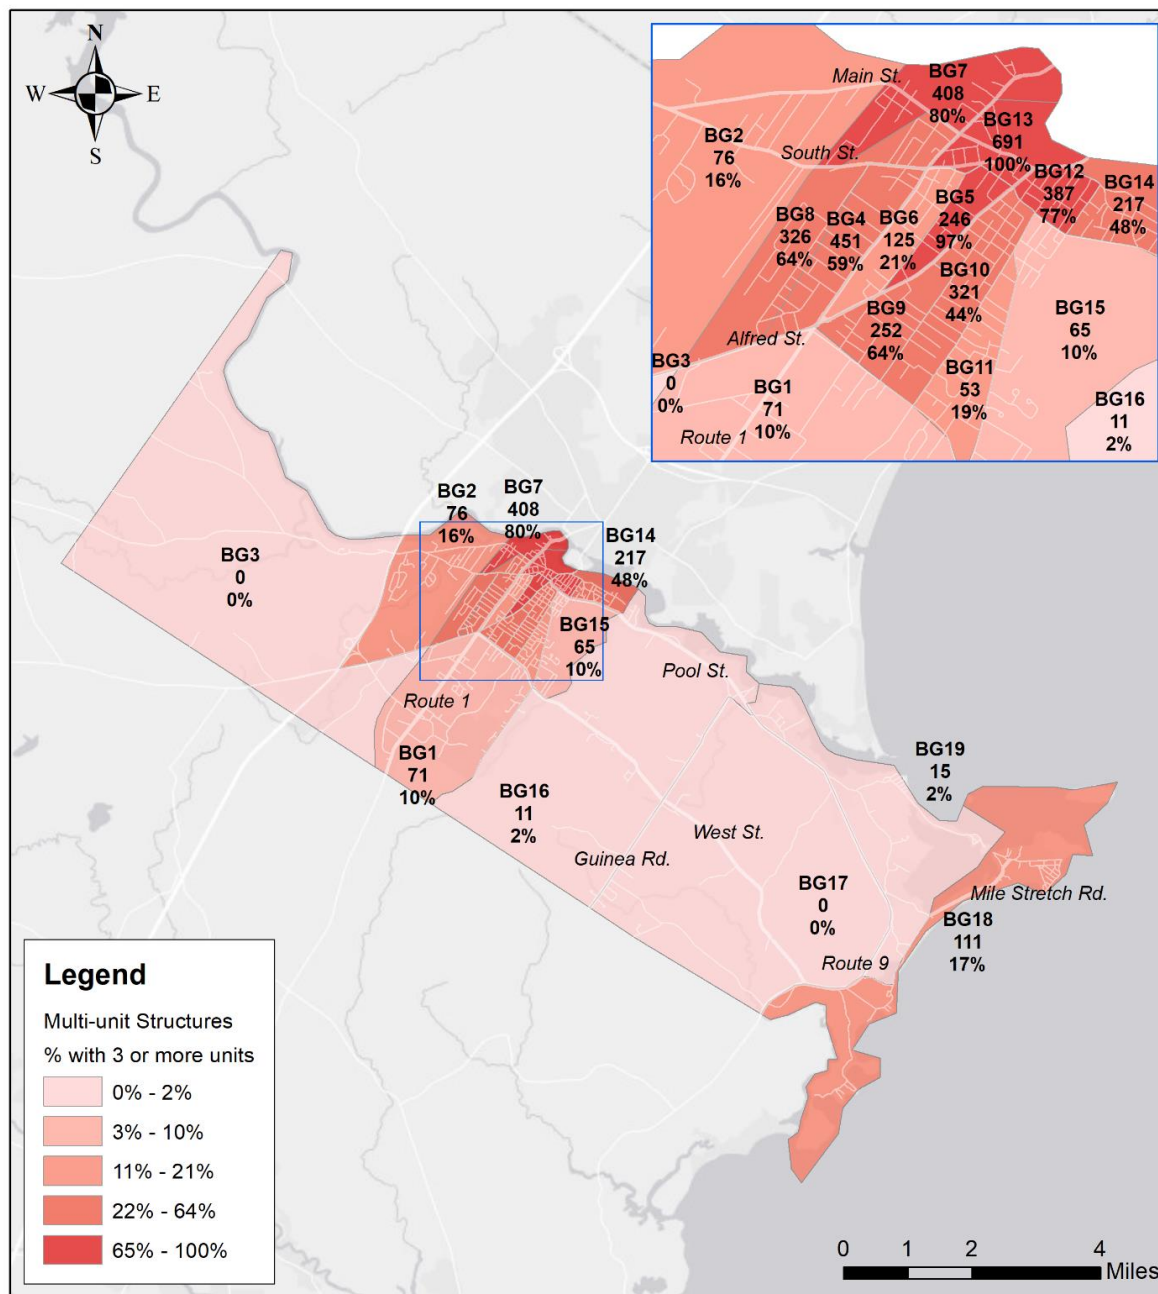 N
W E
S
Main St.
BG7
408
80%
BG2
76
16%
South St.
BG13
691
100%
BG12
387
77%
BG14
217
48%
BG8
326
64%
BG4
451
59%
BG6
125
21%
BG5
246
97%
BG10
321
44%
BG9
252
64%
Alfred St.
BG15
65
10%
BG3
0
0%
BG1
71
10%
BG11
53
19%
BG16
11
2%
Route 1
BG2
76
16%
BG7
408
80%
BG14
217
48%
BG3
0
0%
BG15
65
10%
Pool St.
Route 1
BG1
71
10%
BG16
11
2%
BG19
15
2%
West St.
Guinea Rd.
BG17
0
0%
Mile Stretch Rd.
BG18
111
17%
Route 9
Legend
Multi-unit Structures
% with 3 or more units
0% - 2%
3% - 10%
11% - 21%
22% - 64%
65% - 100%
0 1 2 4
Miles